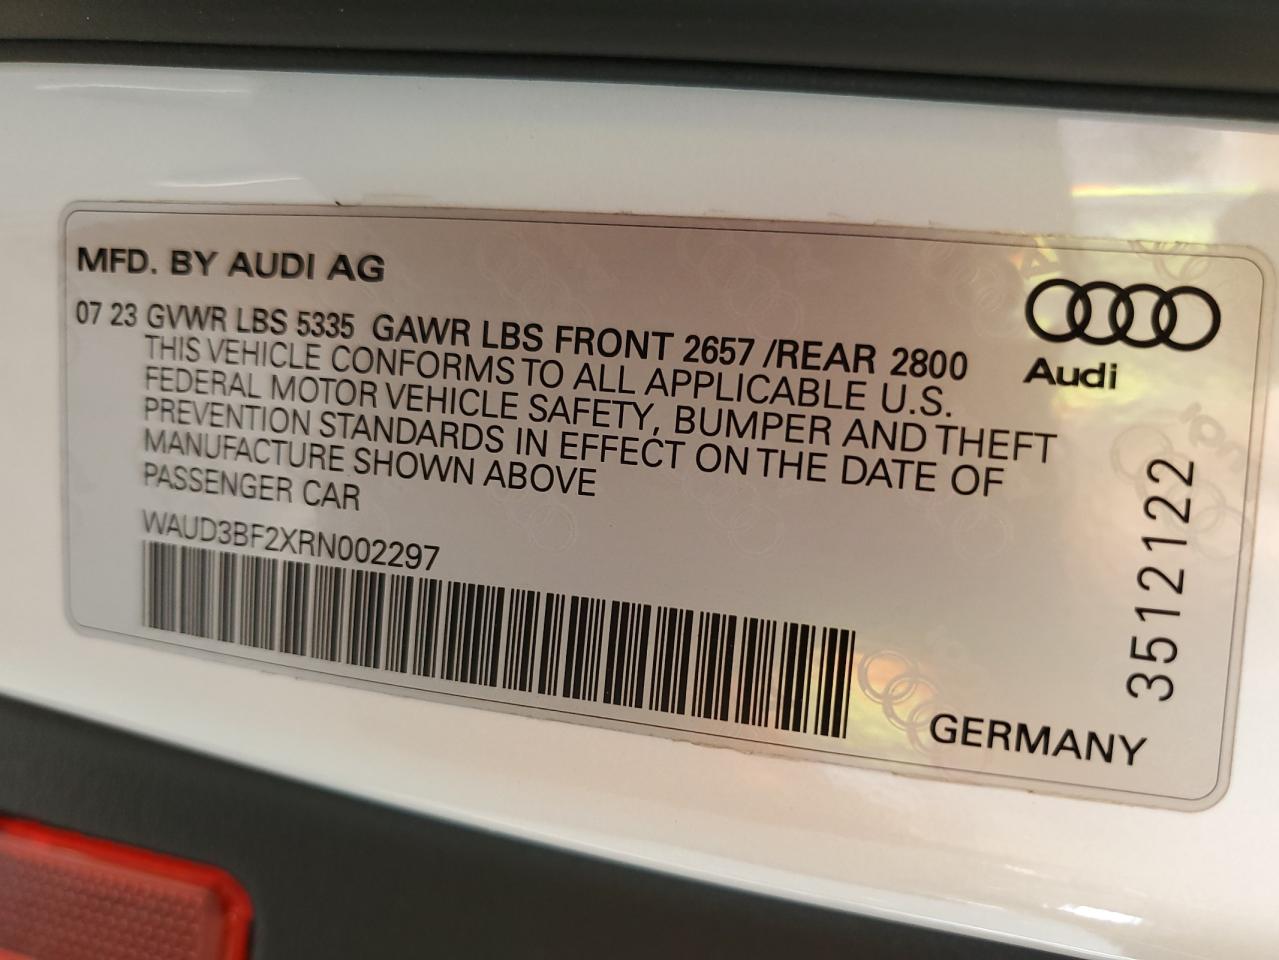 MFD. BY AUDI AG
07 23 GVWR LBS 5335 GAWR LBS FRONT 2657 /REAR 2800
THIS VEHICLE CONFORMS TO ALL APPLICABLE U.S.
FEDERAL MOTOR VEHICLE SAFETY, BUMPER AND THEFT
PREVENTION STANDARDS IN EFFECT ON THE DATE OF
MANUFACTURE SHOWN ABOVE
PASSENGER CAR
WAUD3BF2XRN002297
Audi
3512122
GERMANY